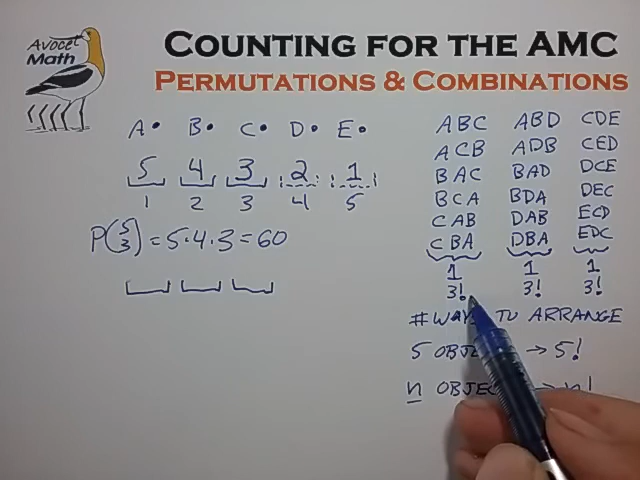 Avocet
Math
COUNTING FOR THE AMC
PERMUTATIONS & COMBINATIONS
A• B• C• D• E•
5 4 3 2 1
1 2 3 4 5
P(5 3) = 5·4·3 = 60
ABC ABD CDE
ACB ADB CED
BAC BAD DCE
BCA BDA DEC
CAB DAB ECD
CBA DBA EDC
1 1 1
3! 3! 3!
# WAYS TO ARRANGE
5 → 5!
n → n!